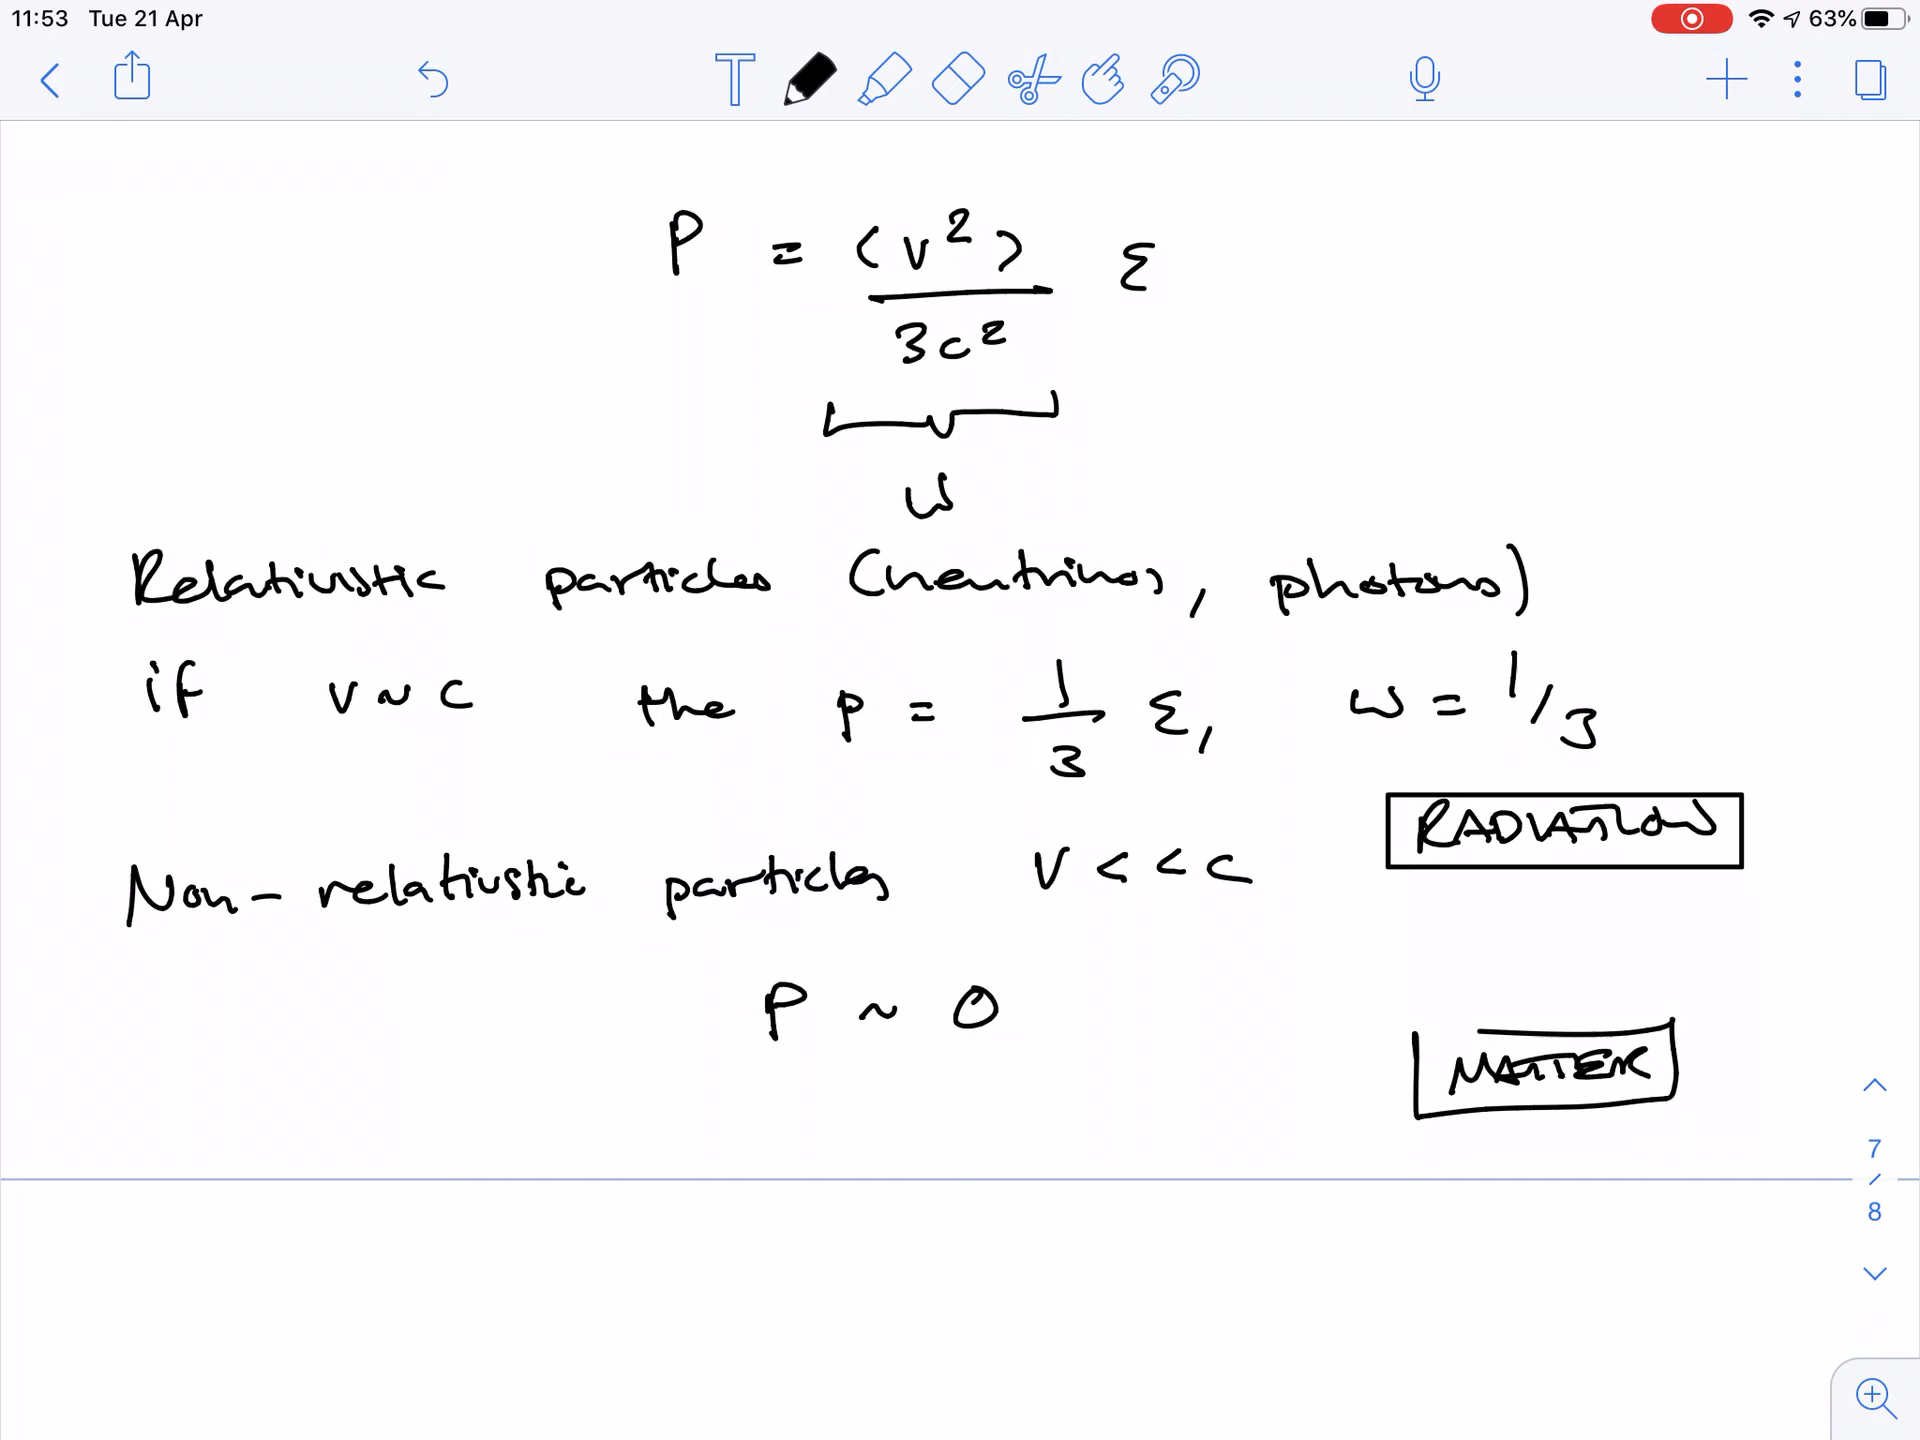 11:53 Tue 21 Apr 63%
P = ⟨v²⟩ ε
3c²
w
Relativistic particles (neutrinos, photons)
if v ~ c the P = 1/3 ε, w = 1/3
RADIATION
Non-relativistic particles v << c
P ~ 0
MATTER
7
/
8